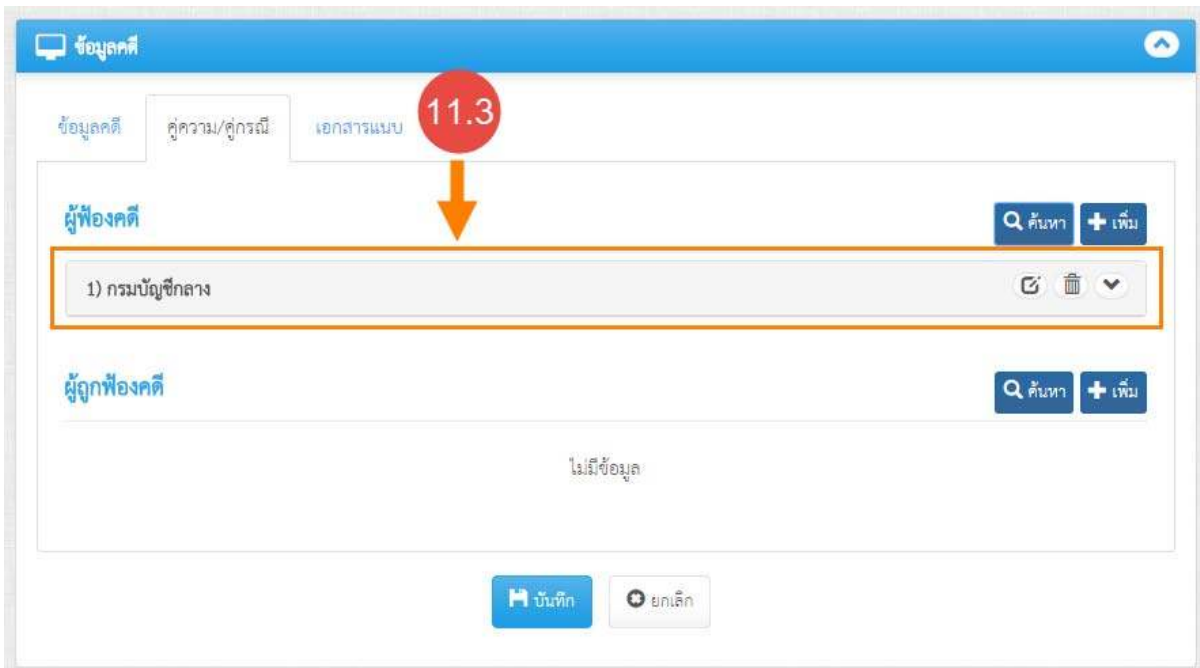 ข้อมูลคดี
ข้อมูลคดี คู่ความ/คู่กรณี เอกสารแนบ 11.3
ผู้ฟ้องคดี ค้นหา เพิ่ม
1) กรมบัญชีกลาง
ผู้ถูกฟ้องคดี ค้นหา เพิ่ม
ไม่มีข้อมูล
บันทึก ยกเลิก